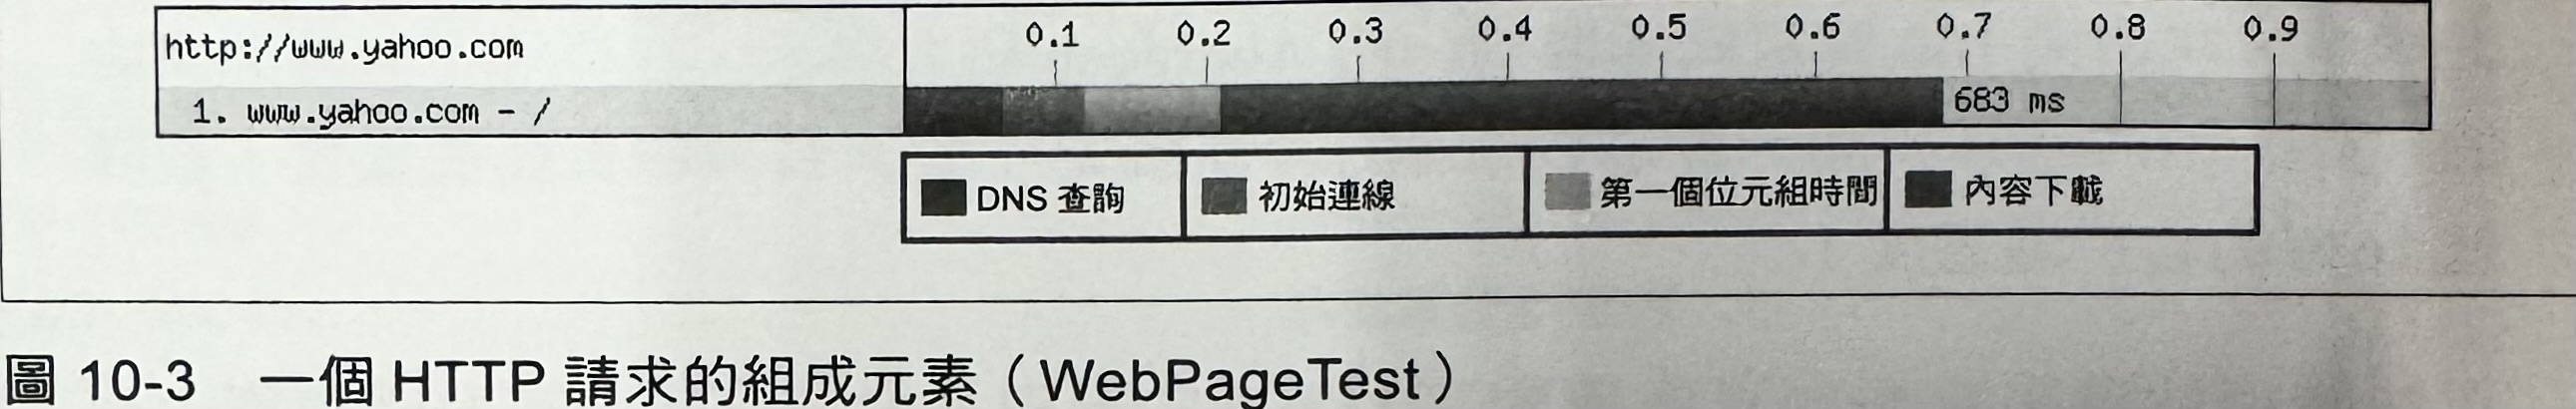 http://www.yahoo.com
0.1 0.2 0.3 0.4 0.5 0.6 0.7 0.8 0.9
1. www.yahoo.com - /
683 ms
DNS 查詢 初始連線 第一個位元組時間 內容下載
圖 10-3 一個 HTTP 請求的組成元素（WebPageTest）